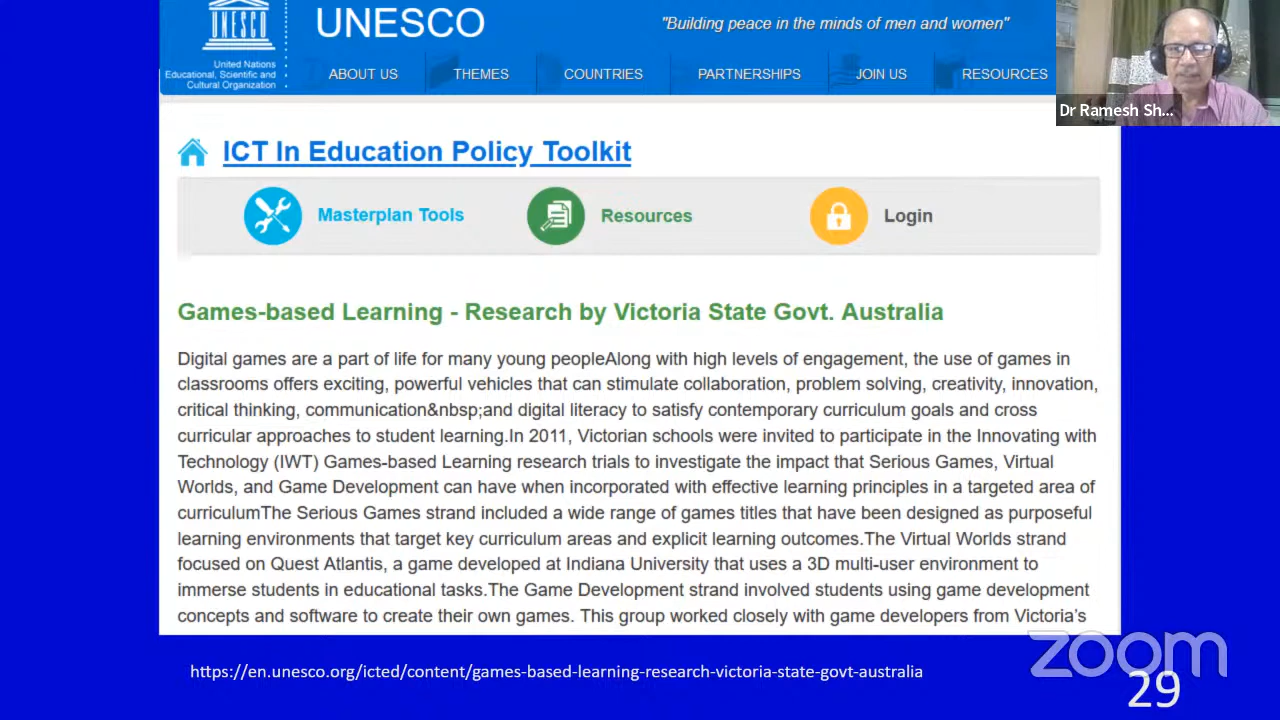 UNESCO
United Nations
Educational, Scientific and
Cultural Organization
UNESCO
"Building peace in the minds of men and women"
ABOUT US THEMES COUNTRIES PARTNERSHIPS JOIN US RESOURCES
Dr Ramesh Sh...
ICT In Education Policy Toolkit
Masterplan Tools Resources Login
Games-based Learning - Research by Victoria State Govt. Australia
Digital games are a part of life for many young peopleAlong with high levels of engagement, the use of games in
classrooms offers exciting, powerful vehicles that can stimulate collaboration, problem solving, creativity, innovation,
critical thinking, communication&nbsp;and digital literacy to satisfy contemporary curriculum goals and cross
curricular approaches to student learning.In 2011, Victorian schools were invited to participate in the Innovating with
Technology (IWT) Games-based Learning research trials to investigate the impact that Serious Games, Virtual
Worlds, and Game Development can have when incorporated with effective learning principles in a targeted area of
curriculumThe Serious Games strand included a wide range of games titles that have been designed as purposeful
learning environments that target key curriculum areas and explicit learning outcomes.The Virtual Worlds strand
focused on Quest Atlantis, a game developed at Indiana University that uses a 3D multi-user environment to
immerse students in educational tasks.The Game Development strand involved students using game development
concepts and software to create their own games. This group worked closely with game developers from Victoria's
https://en.unesco.org/icted/content/games-based-learning-research-victoria-state-govt-australia
zoom
29